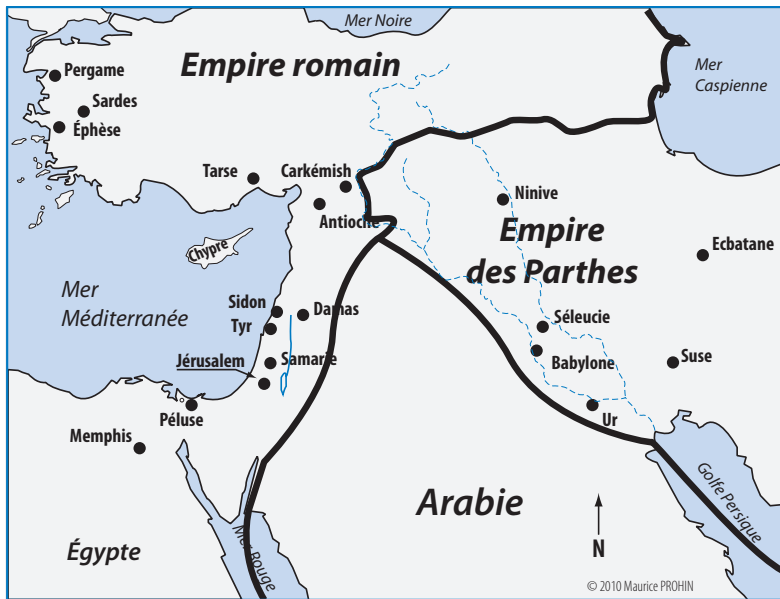 Mer Noire
Empire romain
Mer
Caspienne
Pergame
Sardes
Éphèse
Tarse
Carkémish
Antioche
Ninive
Empire
des Parthes
Ecbatane
Chypre
Mer
Méditerranée
Sidon
Tyr
Damas
Séleucie
Jérusalem
Samarie
Babylone
Suse
Péluse
Ur
Memphis
Golfe Persique
Arabie
Égypte
Mer Rouge
N
© 2010 Maurice PROHIN